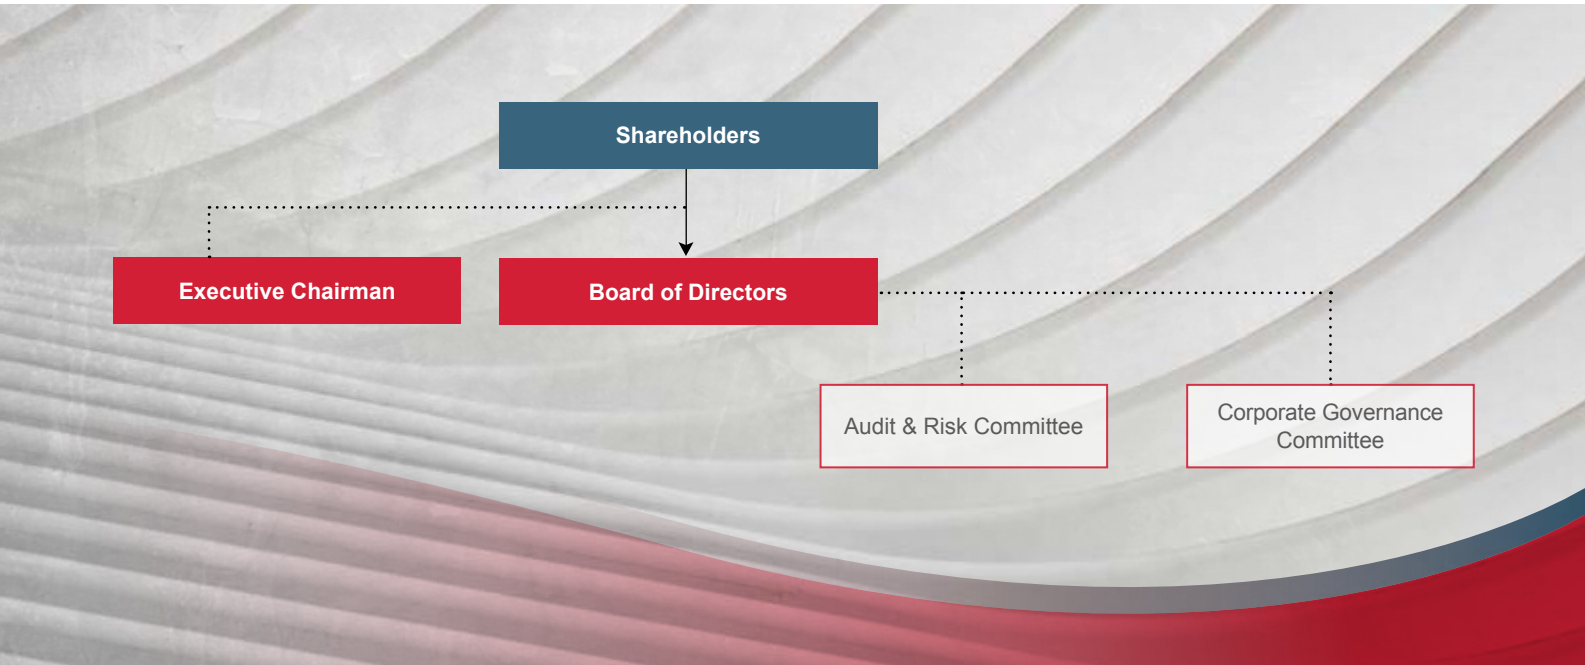 Shareholders
Executive Chairman
Board of Directors
Audit & Risk Committee
Corporate Governance
Committee